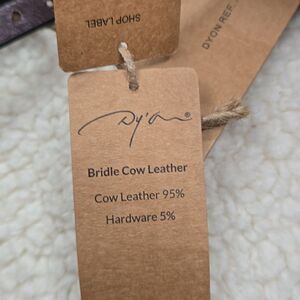 SHOP LABEL
DYON REF
Dy'on®
Bridle Cow Leather
Cow Leather 95%
Hardware 5%